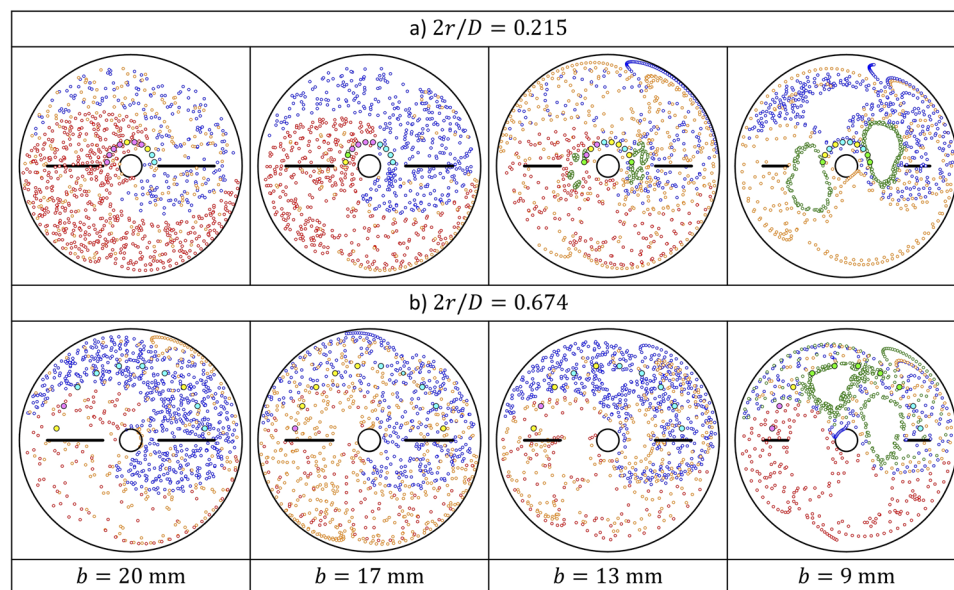 a) 2r/D = 0.215
b) 2r/D = 0.674
b = 20 mm
b = 17 mm
b = 13 mm
b = 9 mm